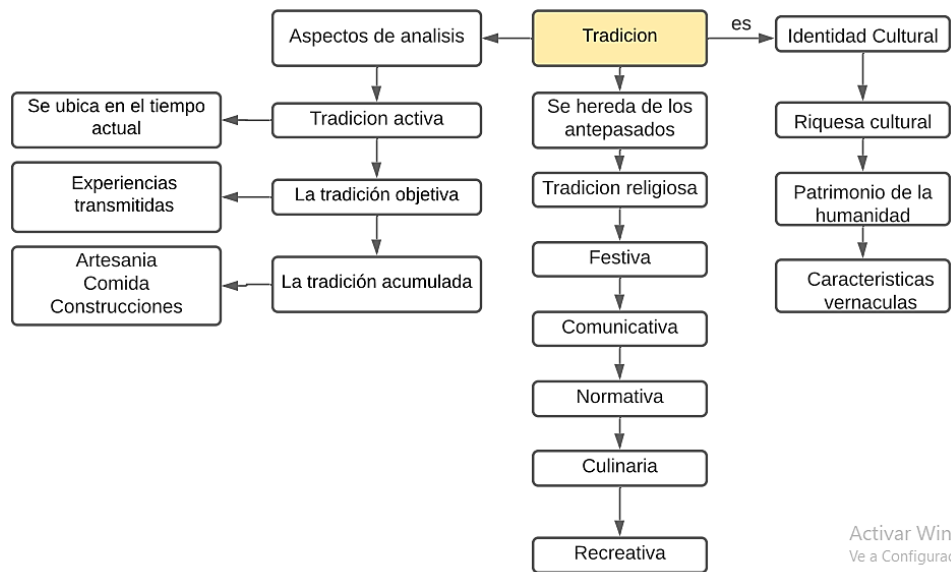 Aspectos de analisis
Tradicion
es
Identidad Cultural
Se ubica en el tiempo
actual
Tradicion activa
Se hereda de los
antepasados
Riquesa cultural
Experiencias
transmitidas
La tradición objetiva
Tradicion religiosa
Patrimonio de la
humanidad
Artesania
Comida
Construcciones
La tradición acumulada
Festiva
Caracteristicas
vernaculas
Comunicativa
Normativa
Culinaria
Recreativa
Activar Win
Ve a Configurac